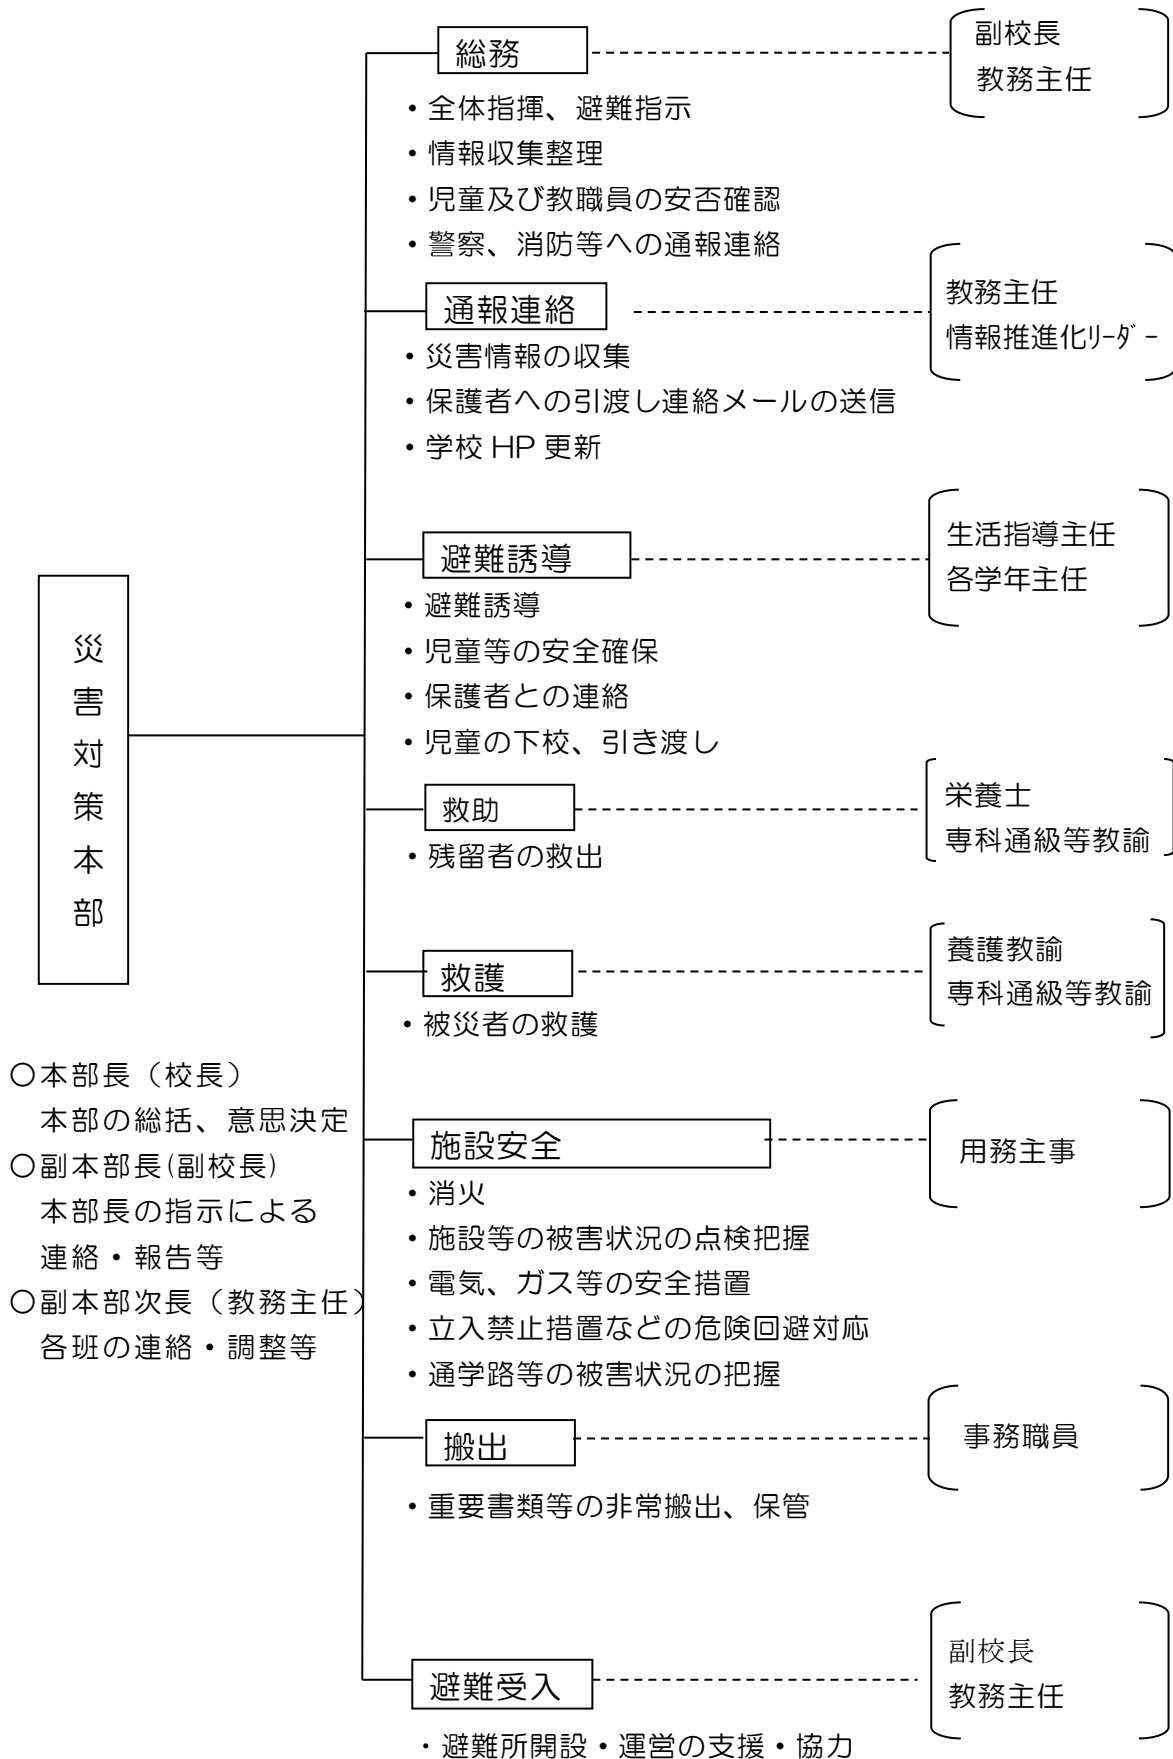 総務
副校長
教務主任
・全体指揮、避難指示
・情報収集整理
・児童及び教職員の安否確認
・警察、消防等への通報連絡
通報連絡
教務主任
情報推進化ﾘｰﾀﾞｰ
・災害情報の収集
・保護者への引渡し連絡メールの送信
・学校 HP 更新
避難誘導
生活指導主任
各学年主任
・避難誘導
・児童等の安全確保
・保護者との連絡
・児童の下校、引き渡し
災害対策本部
救助
栄養士
専科通級等教諭
・残留者の救出
救護
養護教諭
専科通級等教諭
・被災者の救護
〇本部長（校長）
本部の総括、意思決定
〇副本部長(副校長)
本部長の指示による
連絡・報告等
〇副本部次長（教務主任）
各班の連絡・調整等
施設安全
用務主事
・消火
・施設等の被害状況の点検把握
・電気、ガス等の安全措置
・立入禁止措置などの危険回避対応
・通学路等の被害状況の把握
搬出
事務職員
・重要書類等の非常搬出、保管
避難受入
副校長
教務主任
・避難所開設・運営の支援・協力